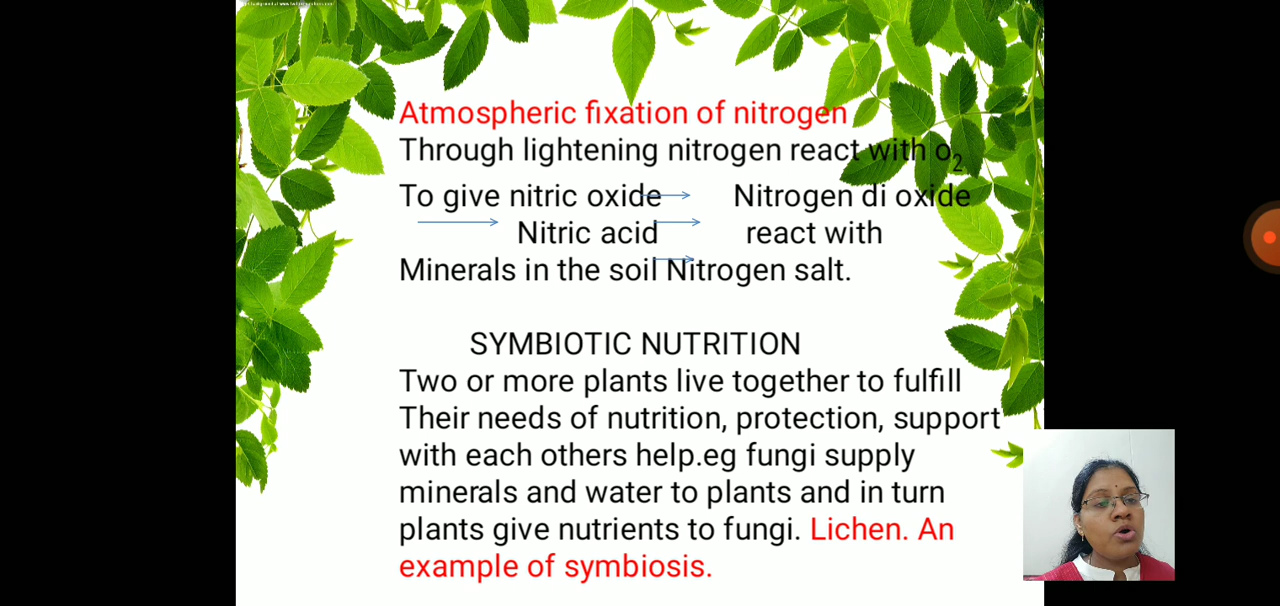 Atmospheric fixation of nitrogen
Through lightening nitrogen react with o₂
To give nitric oxide → Nitrogen di oxide
→ Nitric acid → react with
Minerals in the soil → Nitrogen salt.
SYMBIOTIC NUTRITION
Two or more plants live together to fulfill
Their needs of nutrition, protection, support
with each others help.eg fungi supply
minerals and water to plants and in turn
plants give nutrients to fungi. Lichen. An
example of symbiosis.